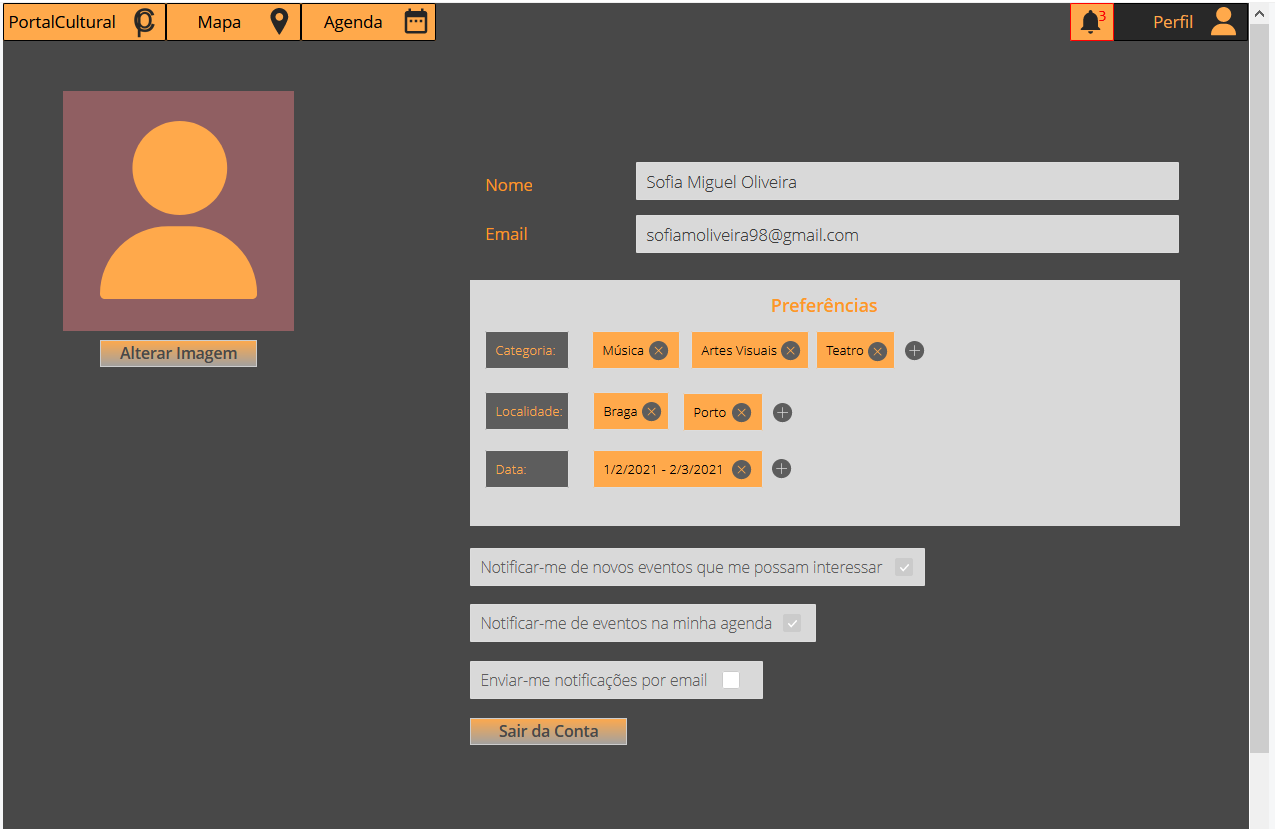 PortalCultural Mapa Agenda 3 Perfil
Nome Sofia Miguel Oliveira
Email sofiamoliveira98@gmail.com
Preferências
Categoria: Música Artes Visuais Teatro
Alterar Imagem
Localidade: Braga Porto
Data: 1/2/2021 - 2/3/2021
Notificar-me de novos eventos que me possam interessar
Notificar-me de eventos na minha agenda
Enviar-me notificações por email
Sair da Conta